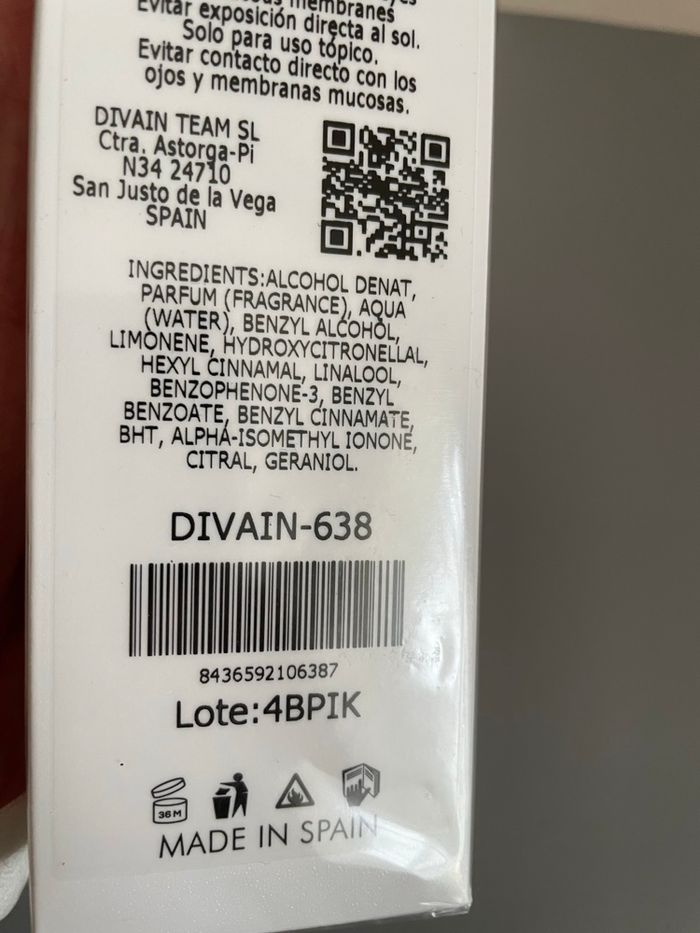 membranes
Evitar exposición directa al sol.
Solo para uso tópico.
Evitar contacto directo con los
ojos y membranas mucosas.
DIVAIN TEAM SL
Ctra. Astorga-Pi
N34 24710
San Justo de la Vega
SPAIN
INGREDIENTS:ALCOHOL DENAT,
PARFUM (FRAGRANCE), AQUA
(WATER), BENZYL ALCOHOL,
LIMONENE, HYDROXYCITRONELLAL,
HEXYL CINNAMAL, LINALOOL,
BENZOPHENONE-3, BENZYL
BENZOATE, BENZYL CINNAMATE,
BHT, ALPHA-ISOMETHYL IONONE,
CITRAL, GERANIOL.
DIVAIN-638
8436592106387
Lote:4BPIK
36M
MADE IN SPAIN